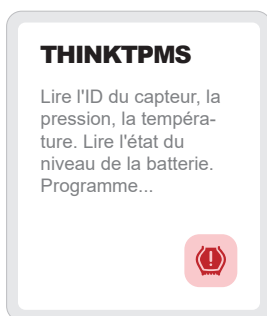 THINKTPMS
Lire l'ID du capteur, la
pression, la tempéra-
ture. Lire l'état du
niveau de la batterie.
Programme...